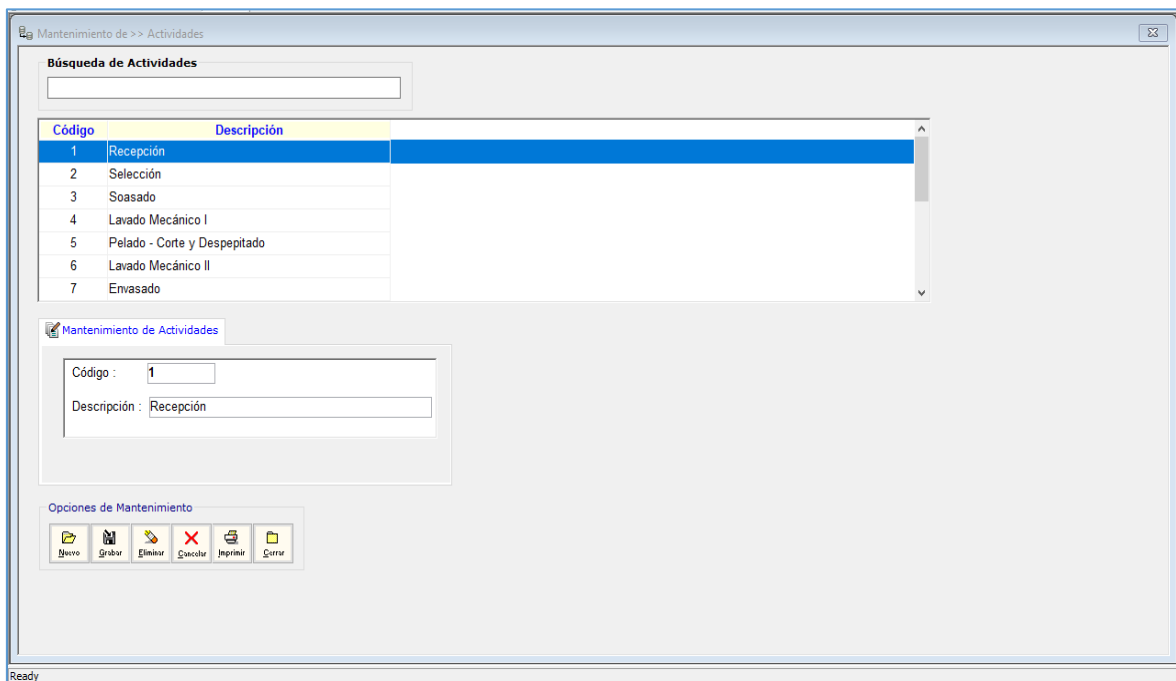 Mantenimiento de >> Actividades
Búsqueda de Actividades
Código Descripción
1 Recepción
2 Selección
3 Soasado
4 Lavado Mecánico I
5 Pelado - Corte y Despepitado
6 Lavado Mecánico II
7 Envasado
Mantenimiento de Actividades
Código : 1
Descripción : Recepción
Opciones de Mantenimiento
Nuevo Grabar Eliminar Cancelar Imprimir Cerrar
Ready